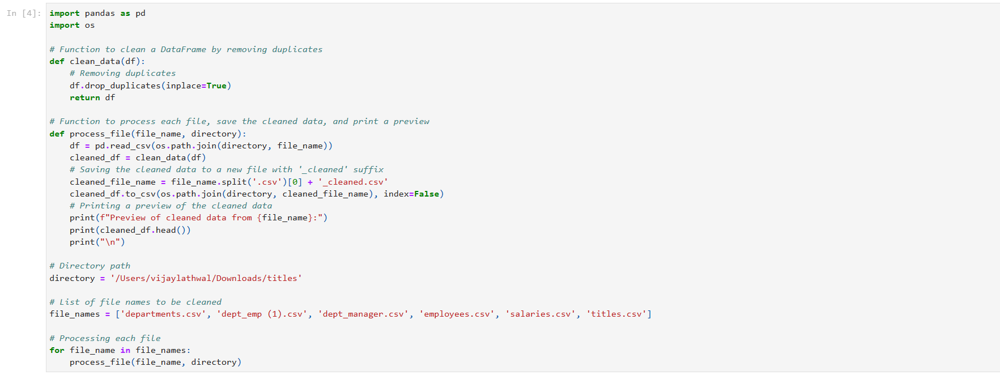 In [4]:
import pandas as pd
import os
# Function to clean a DataFrame by removing duplicates
def clean_data(df):
    # Removing duplicates
    df.drop_duplicates(inplace=True)
    return df
# Function to process each file, save the cleaned data, and print a preview
def process_file(file_name, directory):
    df = pd.read_csv(os.path.join(directory, file_name))
    cleaned_df = clean_data(df)
    # Saving the cleaned data to a new file with '_cleaned' suffix
    cleaned_file_name = file_name.split('.csv')[0] + '_cleaned.csv'
    cleaned_df.to_csv(os.path.join(directory, cleaned_file_name), index=False)
    # Printing a preview of the cleaned data
    print(f"Preview of cleaned data from {file_name}:")
    print(cleaned_df.head())
    print("\n")
# Directory path
directory = '/Users/vijaylathwal/Downloads/titles'
# List of file names to be cleaned
file_names = ['departments.csv', 'dept_emp (1).csv', 'dept_manager.csv', 'employees.csv', 'salaries.csv', 'titles.csv']
# Processing each file
for file_name in file_names:
    process_file(file_name, directory)